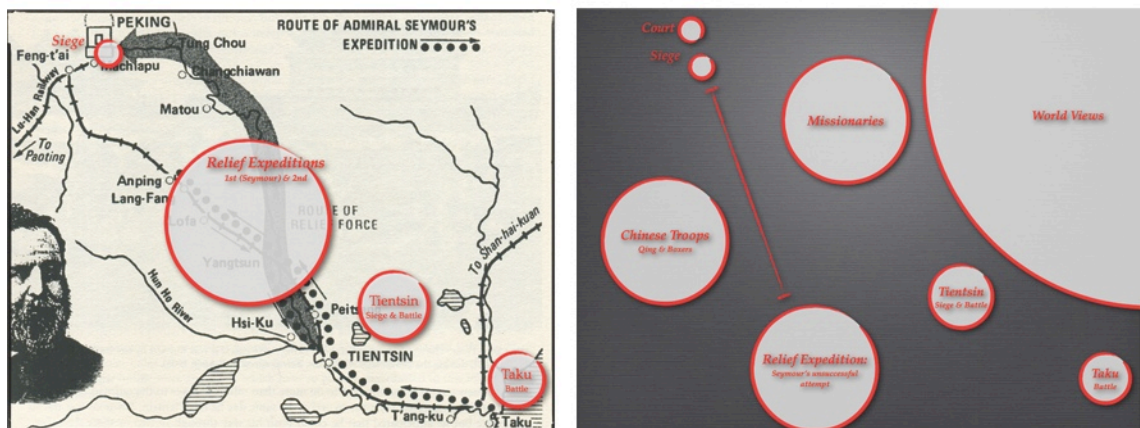 PEKING
ROUTE OF ADMIRAL SEYMOUR'S
EXPEDITION
Siege
Feng-t'ai
Tung Chou
Machiapu
Changchiawan
Lu-Han Railway
Matou
To
Paoting
Relief Expeditions
1st (Seymour) & 2nd
Anping
Lang-Fang
Lofa
ROUTE OF
RELIEF FORCE
To Shan-hai-kuan
Yangtsun
Hun Ho River
Tientsin
Siege & Battle
Hsi-Ku
TIENTSIN
Taku
Battle
T'ang-ku
Taku
Court
Siege
Missionaries
World Views
Chinese Troops
Qing & Boxers
Tientsin
Siege & Battle
Relief Expedition:
Seymour's unsuccessful
attempt
Taku
Battle